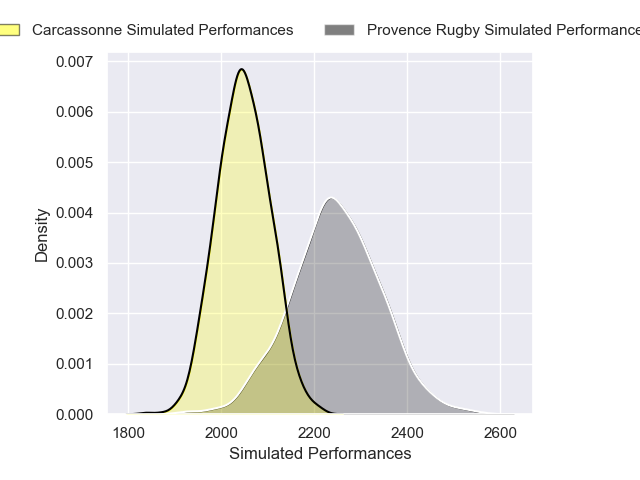 Carcassonne Simulated Performances
Provence Rugby Simulated Performance
0.007
0.006
0.005
0.004
0.003
0.002
0.001
0.000
Density
1800 2000 2200 2400 2600
Simulated Performances